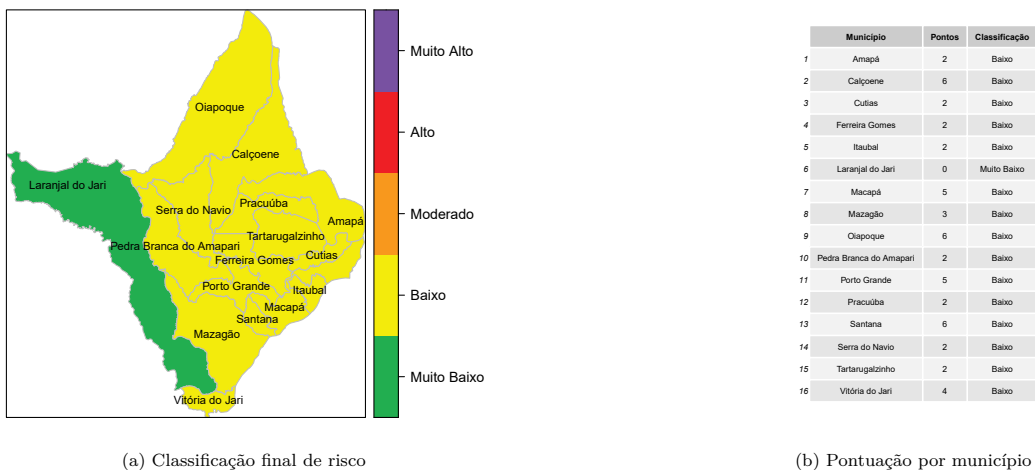 Muito Alto
Alto
Moderado
Baixo
Muito Baixo
Oiapoque
Calçoene
Laranjal do Jari
Serra do Navio
Pracuúba
Amapá
Tartarugalzinho
Pedra Branca do Amapari
Cutias
Ferreira Gomes
Porto Grande
Itaubal
Macapá
Santana
Mazagão
Vitória do Jari
(a) Classificação final de risco
Município Pontos Classificação
1 Amapá 2 Baixo
2 Calçoene 6 Baixo
3 Cutias 2 Baixo
4 Ferreira Gomes 2 Baixo
5 Itaubal 2 Baixo
6 Laranjal do Jari 0 Muito Baixo
7 Macapá 5 Baixo
8 Mazagão 3 Baixo
9 Oiapoque 6 Baixo
10 Pedra Branca do Amapari 2 Baixo
11 Porto Grande 5 Baixo
12 Pracuúba 2 Baixo
13 Santana 6 Baixo
14 Serra do Navio 2 Baixo
15 Tartarugalzinho 2 Baixo
16 Vitória do Jari 4 Baixo
(b) Pontuação por município